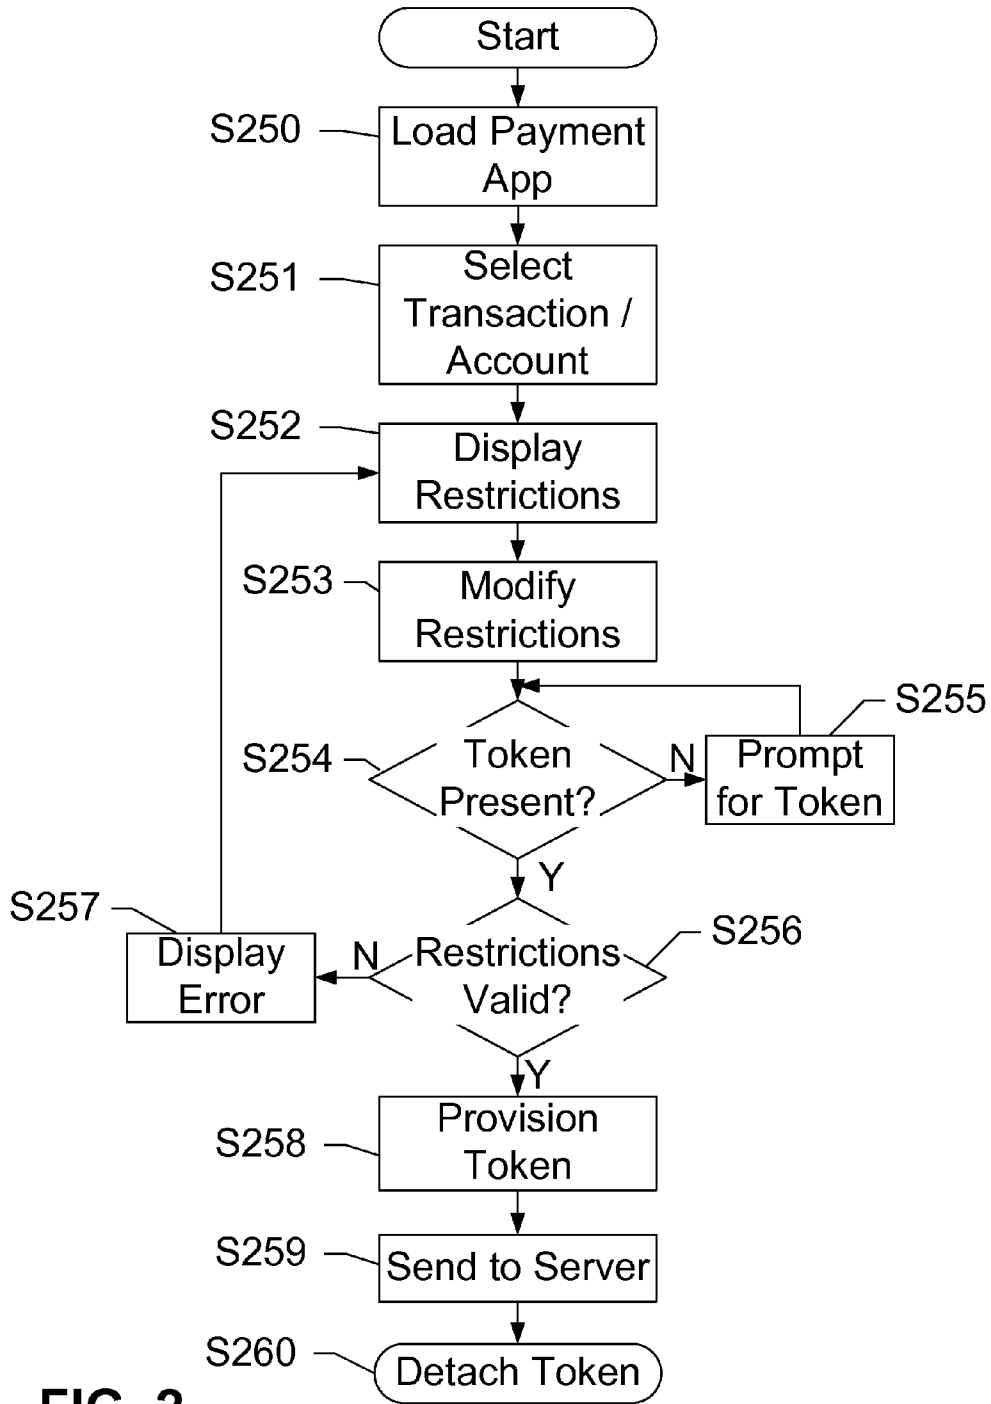 Start
S250
Load Payment
App
S251
Select
Transaction /
Account
S252
Display
Restrictions
S253
Modify
Restrictions
S254
Token
Present?
N
S255
Prompt
for Token
Y
S256
Restrictions
Valid?
N
S257
Display
Error
Y
S258
Provision
Token
S259
Send to Server
S260
Detach Token